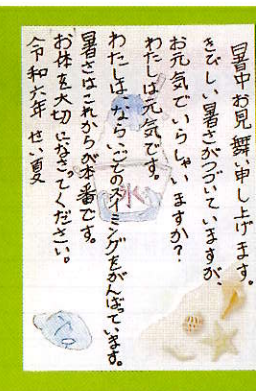 暑中お見舞い申し上げます。
きびしい暑さがつづいていますが、
お元気でいらしゃいますか？
わたしは元気です。
わたしは、ならいごとのスイミングをがんばっています。
暑さはこれからが本番です。
お体を大切になさってください。
令和六年 せい夏
氷